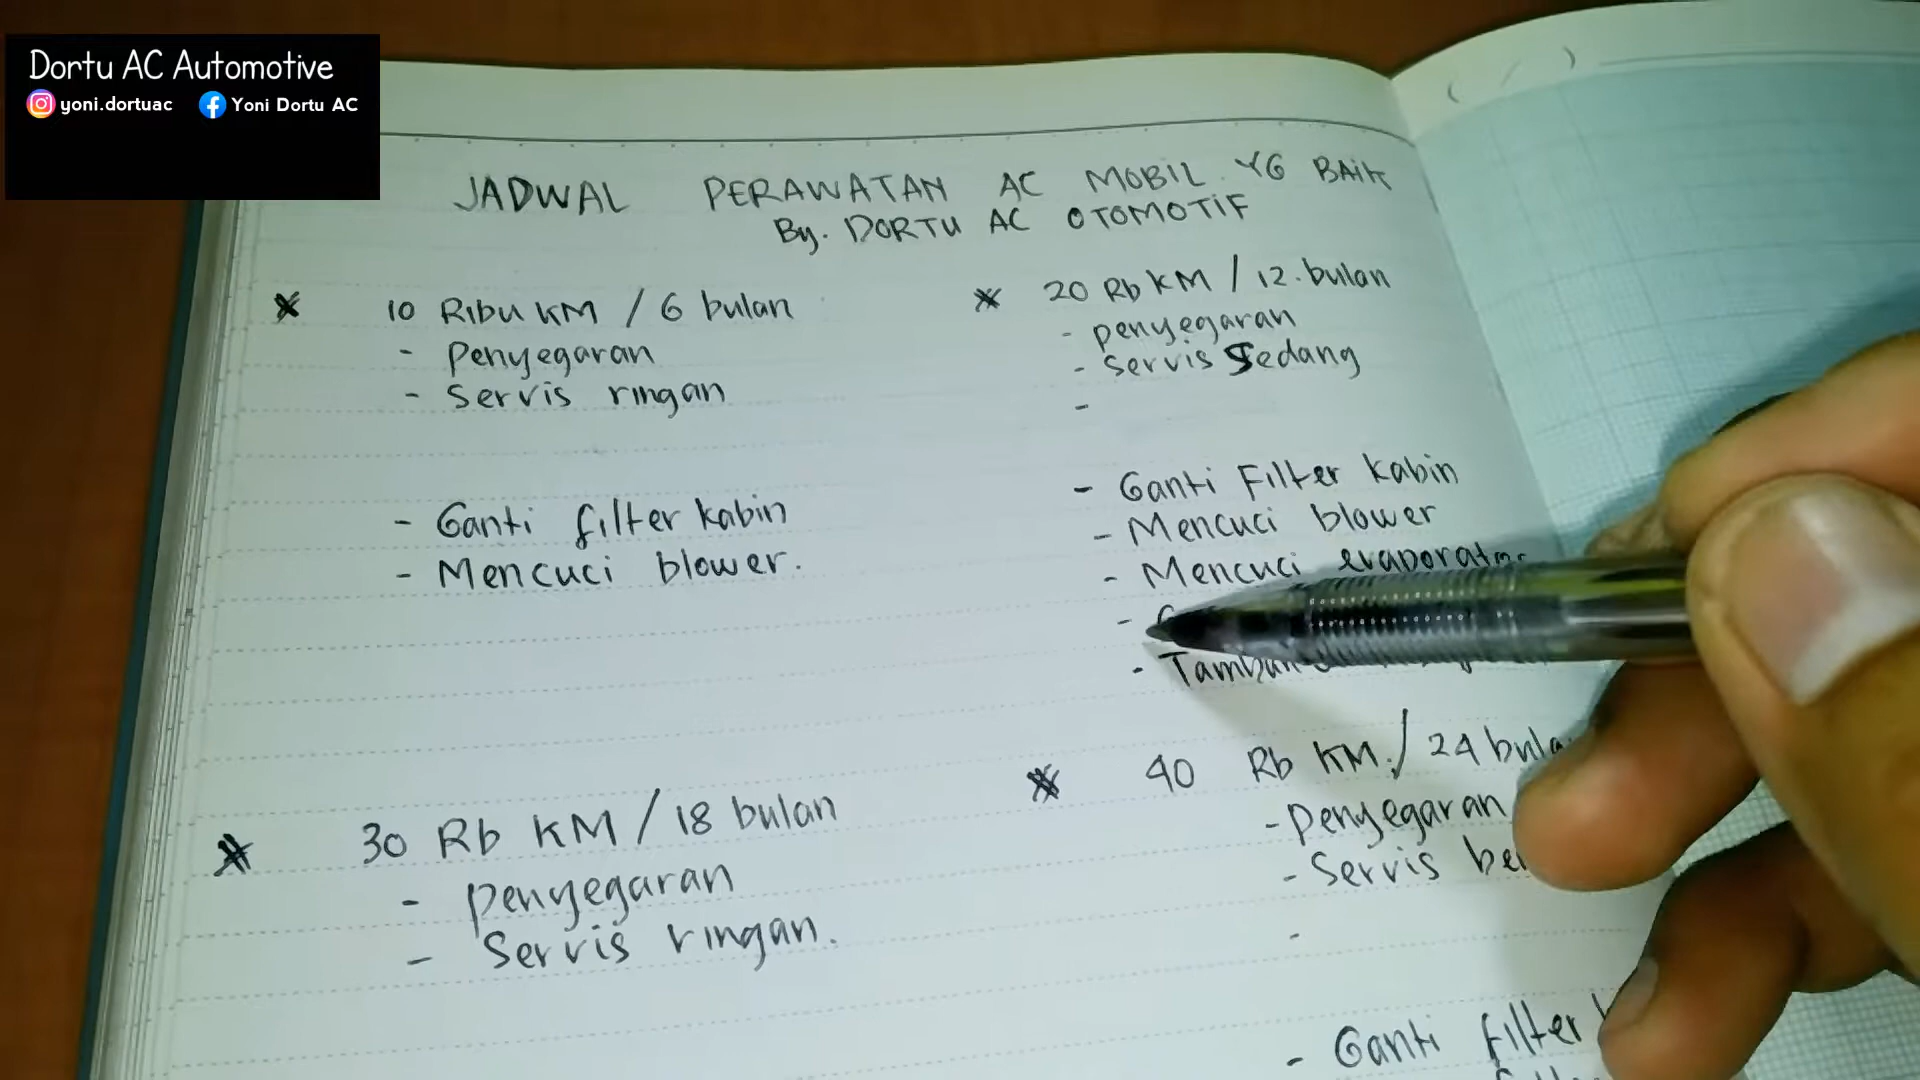 Dortu AC Automotive
yoni.dortuac Yoni Dortu AC
JADWAL PERAWATAN AC MOBIL YG BAIK
By. DORTU AC OTOMOTIF
* 10 Ribu KM / 6 bulan
- Penyegaran
- Servis ringan
- Ganti filter kabin
- Mencuci blower.
* 20 Rb KM / 12 bulan
- penyegaran
- Servis Sedang
-
- Ganti Filter kabin
- Mencuci blower
- Mencuci evaporator
-
-
* 30 Rb KM / 18 bulan
- penyegaran
- Servis ringan.
* 40 Rb KM. / 24
- penyegaran
- Servis
-
- Ganti filter